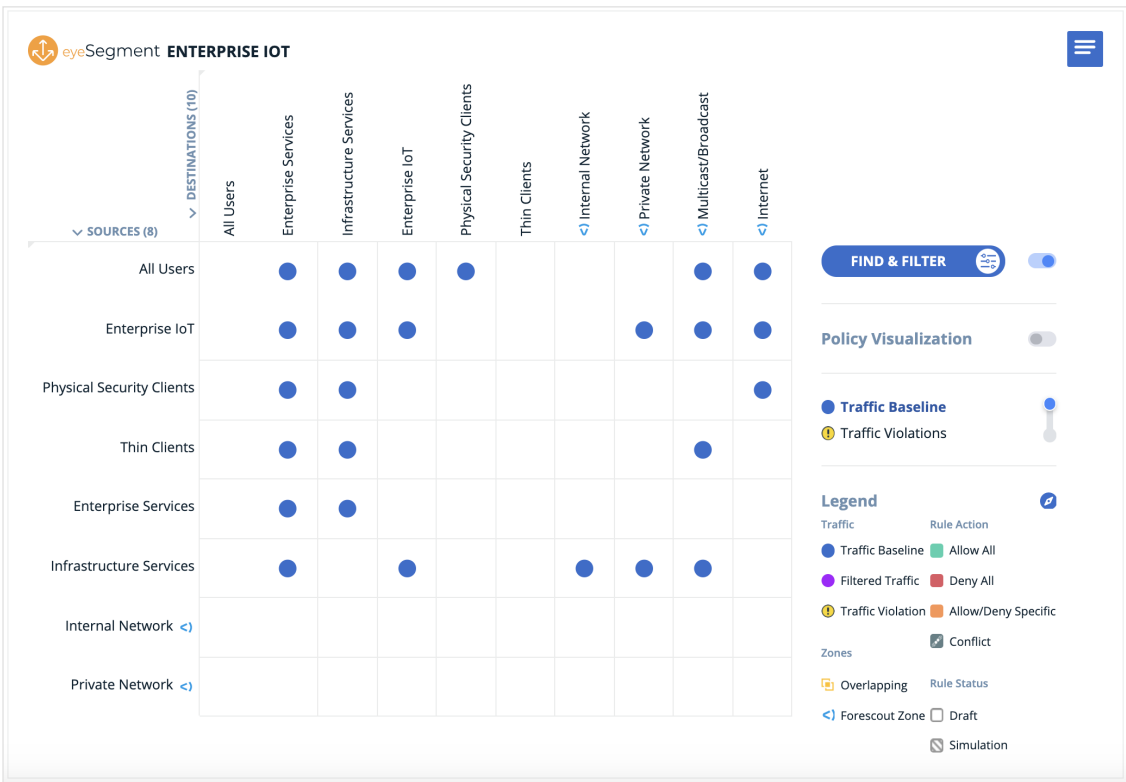 eyeSegment ENTERPRISE IOT
DESTINATIONS (10)
All Users
Enterprise Services
Infrastructure Services
Enterprise IoT
Physical Security Clients
Thin Clients
Internal Network
Private Network
Multicast/Broadcast
Internet
SOURCES (8)
All Users
Enterprise IoT
Physical Security Clients
Thin Clients
Enterprise Services
Infrastructure Services
Internal Network
Private Network
FIND & FILTER
Policy Visualization
Traffic Baseline
Traffic Violations
Legend
Traffic
Traffic Baseline
Filtered Traffic
Traffic Violation
Zones
Overlapping
Forescout Zone
Rule Action
Allow All
Deny All
Allow/Deny Specific
Conflict
Rule Status
Draft
Simulation